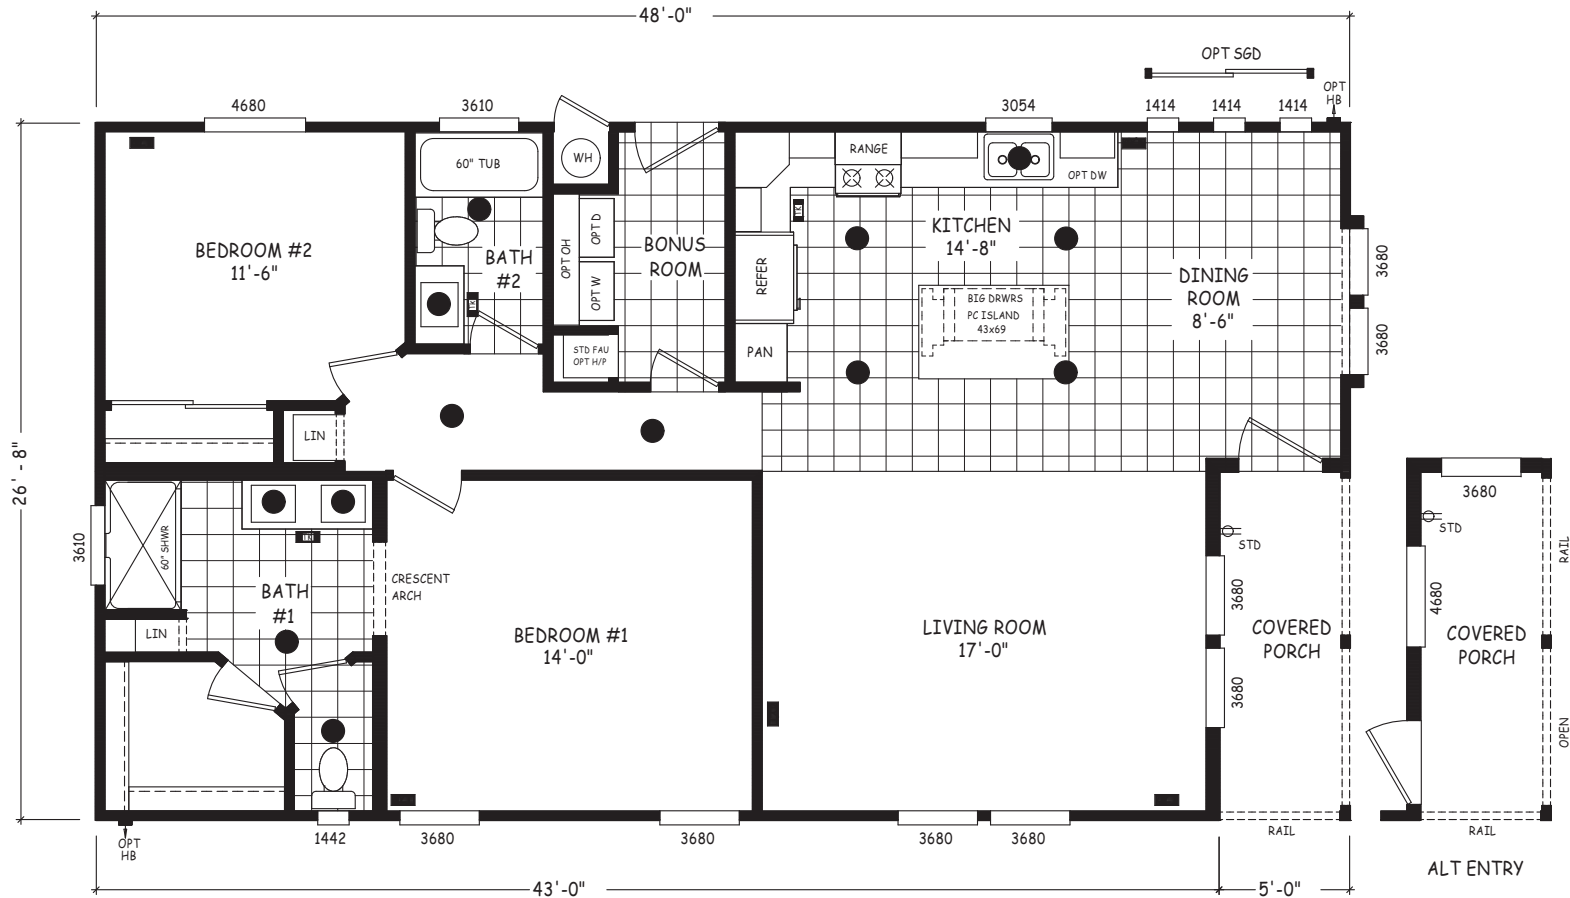 48'-0"
OPT SGD
OPT
HB
4680
3610
3054
1414
1414
1414
RANGE
60" TUB
WH
OPT DW
TK
OPT D
OPT OH
BEDROOM #2
11'-6"
BATH
#2
BONUS
ROOM
KITCHEN
14'-8"
REFER
OPT W
TK
DINING
ROOM
8'-6"
3680
3680
BIG DRWRS
PC ISLAND
43x69
STD FAU
OPT H/P
PAN
LIN
26' - 8"
3610
60" SHWR
TK
CRESCENT
ARCH
BATH
#1
LIN
BEDROOM #1
14'-0"
LIVING ROOM
17'-0"
STD
3680
3680
COVERED
PORCH
3680
STD
4680
COVERED
PORCH
RAIL
OPEN
OPT
HB
1442
3680
3680
3680
3680
RAIL
RAIL
ALT ENTRY
43'-0"
5'-0"